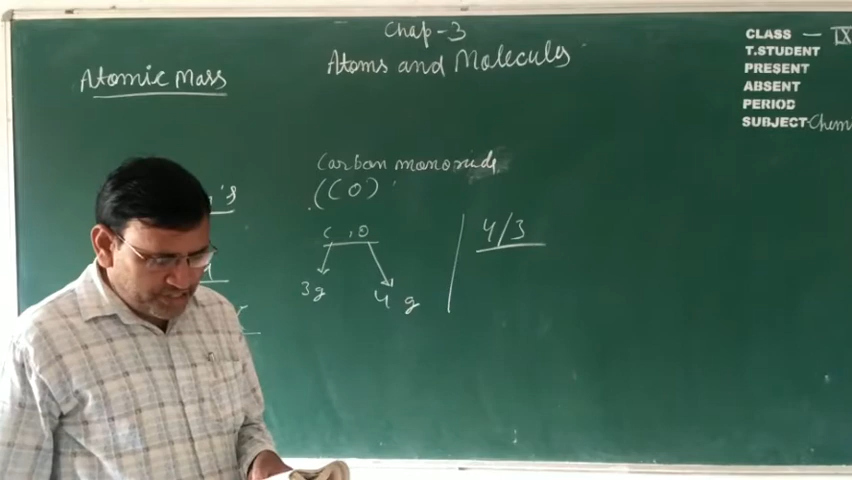 Chap-3
Atoms and Molecules
Atomic Mass
CLASS - IX
T.STUDENT
PRESENT
ABSENT
PERIOD
SUBJECT Chem
Carbon monoxide
(CO)
's
C , O
3g 4 g
4/3